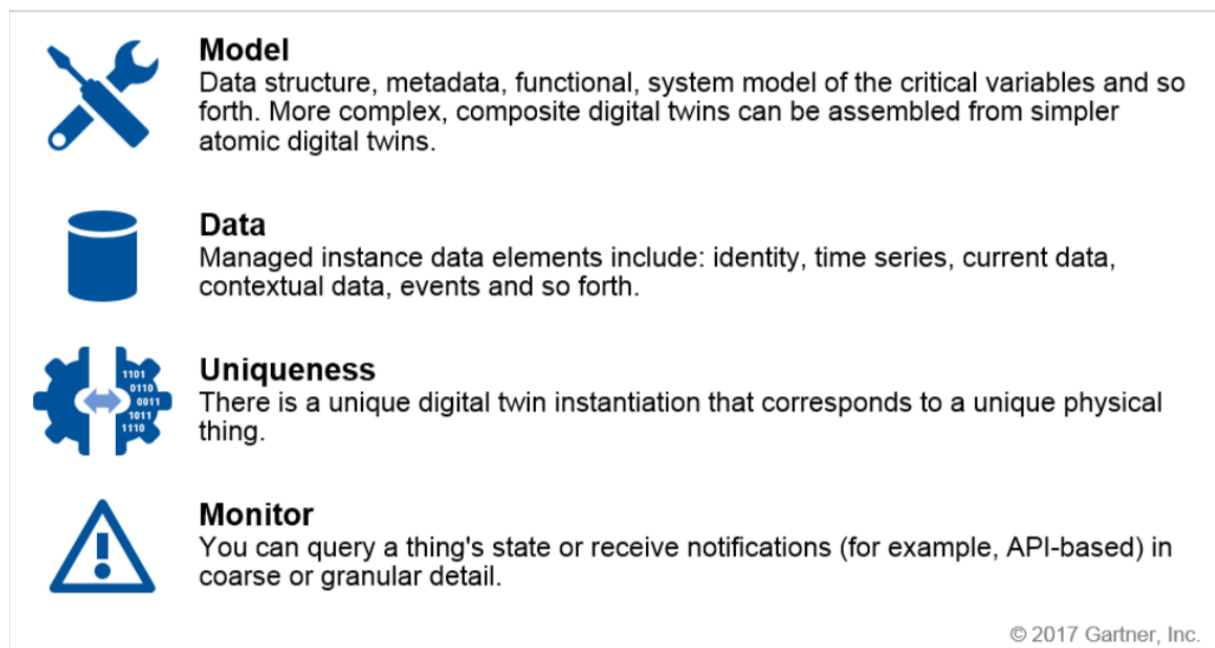 Model
Data structure, metadata, functional, system model of the critical variables and so
forth. More complex, composite digital twins can be assembled from simpler
atomic digital twins.
Data
Managed instance data elements include: identity, time series, current data,
contextual data, events and so forth.
1101
0110
0011
1011
1110
Uniqueness
There is a unique digital twin instantiation that corresponds to a unique physical
thing.
Monitor
You can query a thing's state or receive notifications (for example, API-based) in
coarse or granular detail.
© 2017 Gartner, Inc.